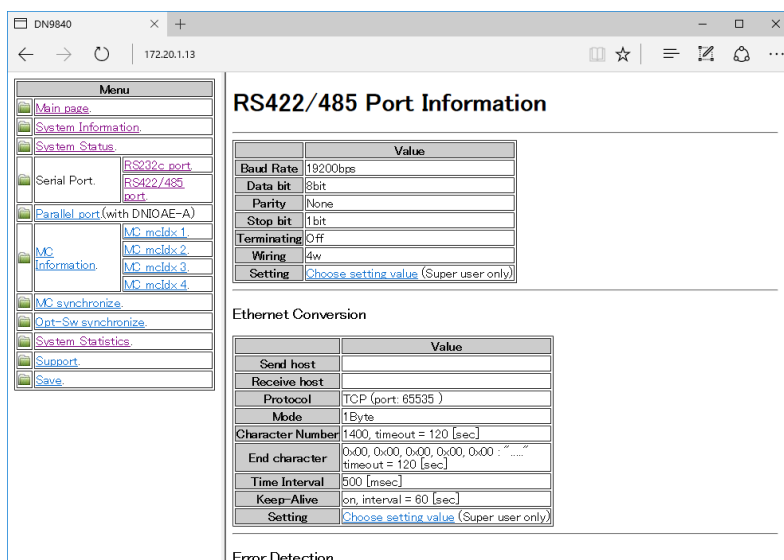 DN9840
172.20.1.13
Menu
Main page.
System Information.
System Status.
Serial Port.
RS232c port.
RS422/485 port.
Parallel port.(with DNIOAE-A)
MC Information.
MC mcIdx 1.
MC mcIdx 2.
MC mcIdx 3.
MC mcIdx 4.
MC synchronize.
Opt-Sw synchronize.
System Statistics.
Support.
Save.
RS422/485 Port Information
Value
Baud Rate 19200bps
Data bit 8bit
Parity None
Stop bit 1bit
Terminating Off
Wiring 4w
Setting Choose setting value (Super user only)
Ethernet Conversion
Value
Send host
Receive host
Protocol TCP (port: 65535 )
Mode 1Byte
Character Number 1400, timeout = 120 [sec]
End character 0x00, 0x00, 0x00, 0x00, 0x00 : "....."
timeout = 120 [sec]
Time Interval 500 [msec]
Keep-Alive on, interval = 60 [sec]
Setting Choose setting value (Super user only)
Error Detection